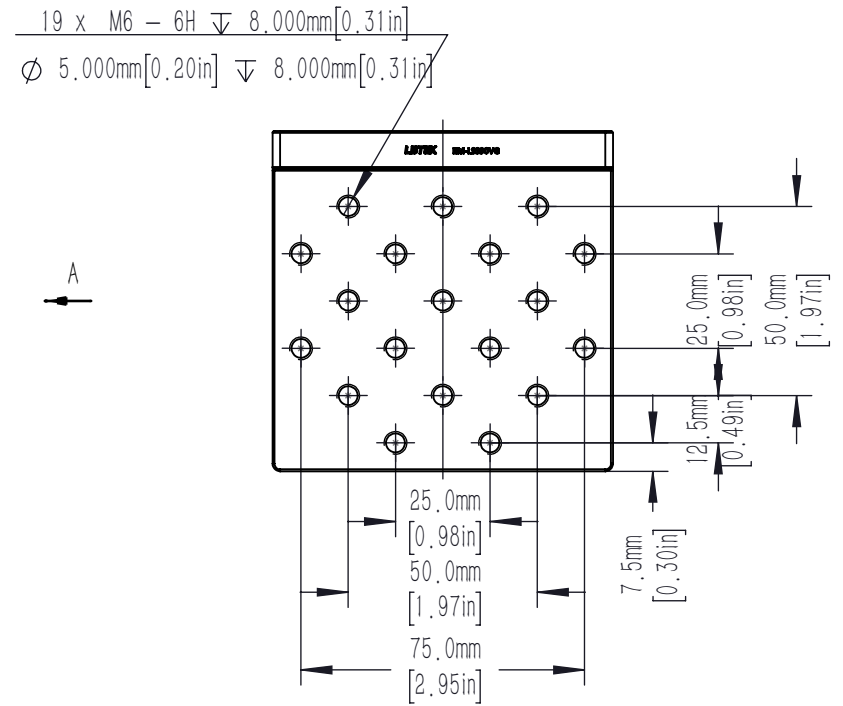 19 x M6 – 6H ↧ 8.000mm[0.31in]
∅ 5.000mm[0.20in] ↧ 8.000mm[0.31in]
A
25.0mm
[0.98in]
50.0mm
[1.97in]
12.5mm
[0.49in]
7.5mm
[0.30in]
25.0mm
[0.98in]
50.0mm
[1.97in]
75.0mm
[2.95in]